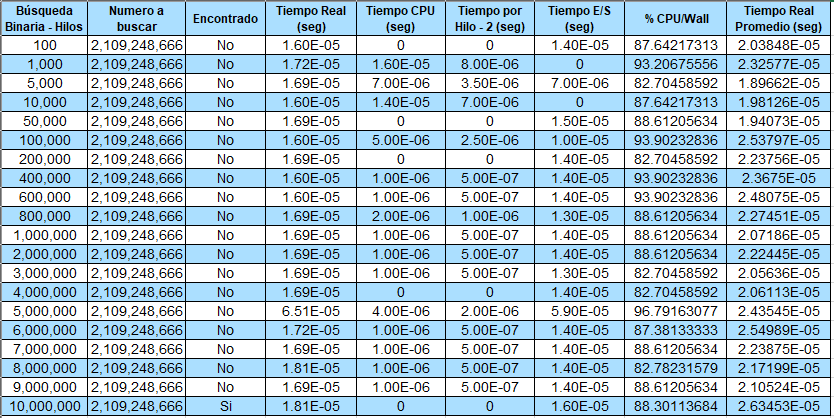 Búsqueda Binaria - Hilos | Numero a buscar | Encontrado | Tiempo Real (seg) | Tiempo CPU (seg) | Tiempo por Hilo - 2 (seg) | Tiempo E/S (seg) | % CPU/Wall | Tiempo Real Promedio (seg)
100 | 2,109,248,666 | No | 1.60E-05 | 0 | 0 | 1.40E-05 | 87.64217313 | 2.03848E-05
1,000 | 2,109,248,666 | No | 1.72E-05 | 1.60E-05 | 8.00E-06 | 0 | 93.20675556 | 2.32577E-05
5,000 | 2,109,248,666 | No | 1.69E-05 | 7.00E-06 | 3.50E-06 | 7.00E-06 | 82.70458592 | 1.89662E-05
10,000 | 2,109,248,666 | No | 1.60E-05 | 1.40E-05 | 7.00E-06 | 0 | 87.64217313 | 1.98126E-05
50,000 | 2,109,248,666 | No | 1.69E-05 | 0 | 0 | 1.50E-05 | 88.61205634 | 1.94073E-05
100,000 | 2,109,248,666 | No | 1.60E-05 | 5.00E-06 | 2.50E-06 | 1.00E-05 | 93.90232836 | 2.53797E-05
200,000 | 2,109,248,666 | No | 1.69E-05 | 0 | 0 | 1.40E-05 | 82.70458592 | 2.23756E-05
400,000 | 2,109,248,666 | No | 1.60E-05 | 1.00E-06 | 5.00E-07 | 1.40E-05 | 93.90232836 | 2.3675E-05
600,000 | 2,109,248,666 | No | 1.60E-05 | 1.00E-06 | 5.00E-07 | 1.40E-05 | 93.90232836 | 2.48075E-05
800,000 | 2,109,248,666 | No | 1.69E-05 | 2.00E-06 | 1.00E-06 | 1.30E-05 | 88.61205634 | 2.27451E-05
1,000,000 | 2,109,248,666 | No | 1.69E-05 | 1.00E-06 | 5.00E-07 | 1.40E-05 | 88.61205634 | 2.07186E-05
2,000,000 | 2,109,248,666 | No | 1.69E-05 | 1.00E-06 | 5.00E-07 | 1.40E-05 | 88.61205634 | 2.22445E-05
3,000,000 | 2,109,248,666 | No | 1.69E-05 | 1.00E-06 | 5.00E-07 | 1.30E-05 | 82.70458592 | 2.05636E-05
4,000,000 | 2,109,248,666 | No | 1.69E-05 | 0 | 0 | 1.40E-05 | 82.70458592 | 2.06113E-05
5,000,000 | 2,109,248,666 | No | 6.51E-05 | 4.00E-06 | 2.00E-06 | 5.90E-05 | 96.79163077 | 2.43545E-05
6,000,000 | 2,109,248,666 | No | 1.72E-05 | 1.00E-06 | 5.00E-07 | 1.40E-05 | 87.38133333 | 2.54989E-05
7,000,000 | 2,109,248,666 | No | 1.69E-05 | 1.00E-06 | 5.00E-07 | 1.40E-05 | 88.61205634 | 2.23875E-05
8,000,000 | 2,109,248,666 | No | 1.81E-05 | 1.00E-06 | 5.00E-07 | 1.40E-05 | 82.78231579 | 2.17199E-05
9,000,000 | 2,109,248,666 | No | 1.69E-05 | 1.00E-06 | 5.00E-07 | 1.40E-05 | 88.61205634 | 2.10524E-05
10,000,000 | 2,109,248,666 | Si | 1.81E-05 | 0 | 0 | 1.60E-05 | 88.30113684 | 2.63453E-05